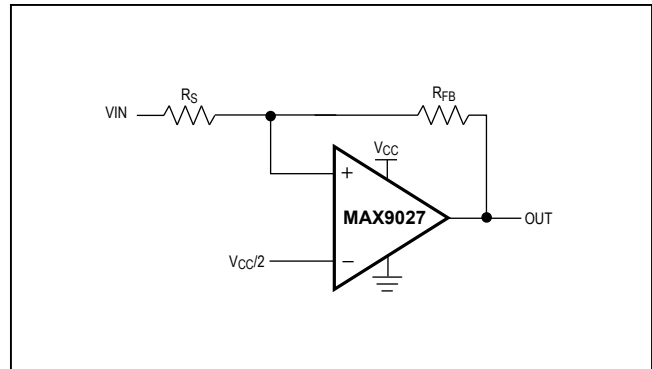 R_S
R_FB
VIN
V_CC
+
MAX9027
OUT
V_CC/2
−